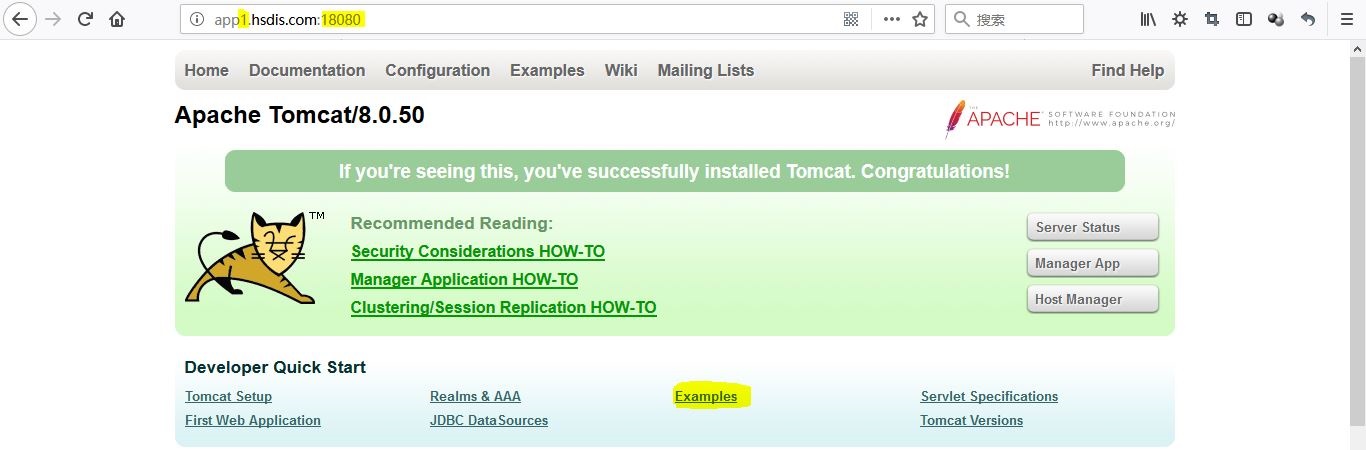 app1.hsdis.com:18080
搜索
Home Documentation Configuration Examples Wiki Mailing Lists Find Help
Apache Tomcat/8.0.50
THE APACHE SOFTWARE FOUNDATION
http://www.apache.org/
If you're seeing this, you've successfully installed Tomcat. Congratulations!
TM
Recommended Reading:
Security Considerations HOW-TO
Manager Application HOW-TO
Clustering/Session Replication HOW-TO
Server Status
Manager App
Host Manager
Developer Quick Start
Tomcat Setup Realms & AAA Examples Servlet Specifications
First Web Application JDBC DataSources Tomcat Versions